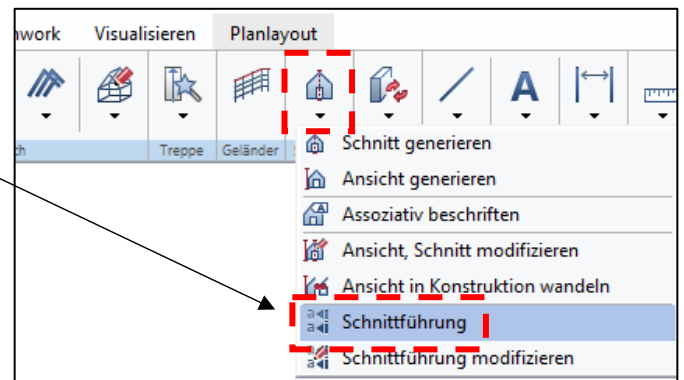 nwork Visualisieren Planlayout
Treppe Geländer
Schnitt generieren
Ansicht generieren
Assoziativ beschriften
Ansicht, Schnitt modifizieren
Ansicht in Konstruktion wandeln
Schnittführung
Schnittführung modifizieren